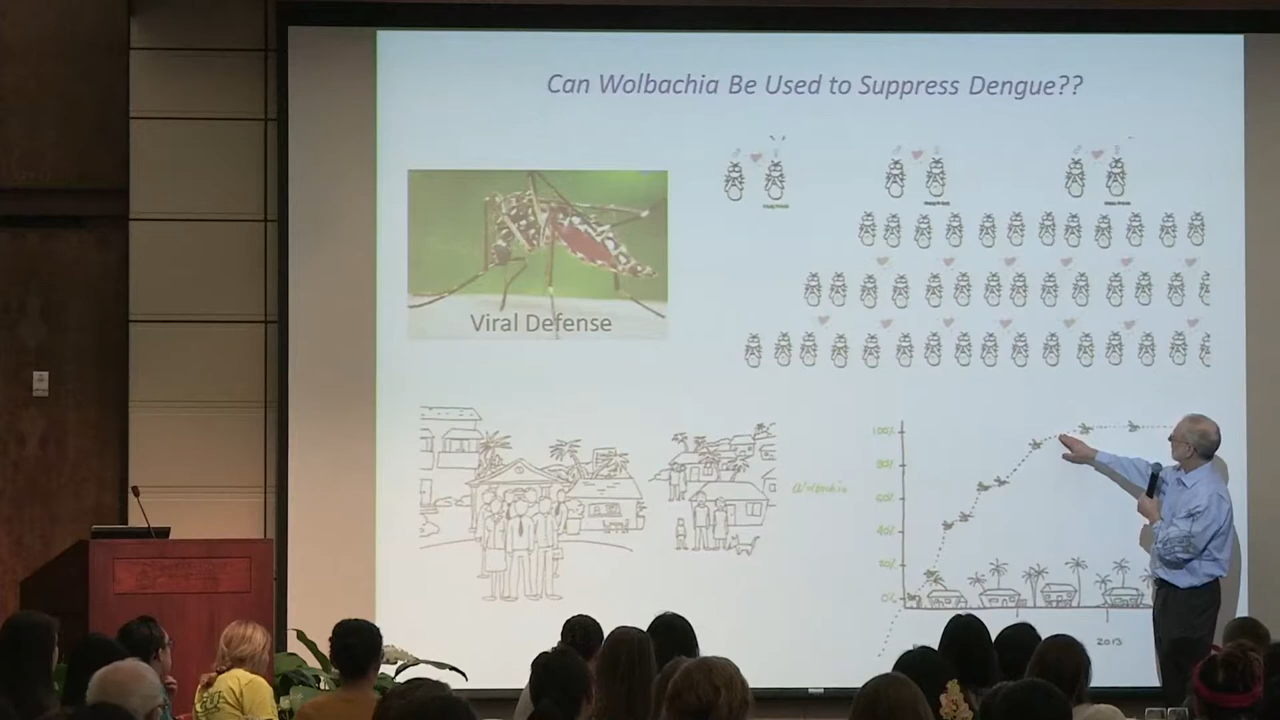 Can Wolbachia Be Used to Suppress Dengue??
Viral Defense
Wolbachia
100%
80%
60%
40%
20%
0%
2013